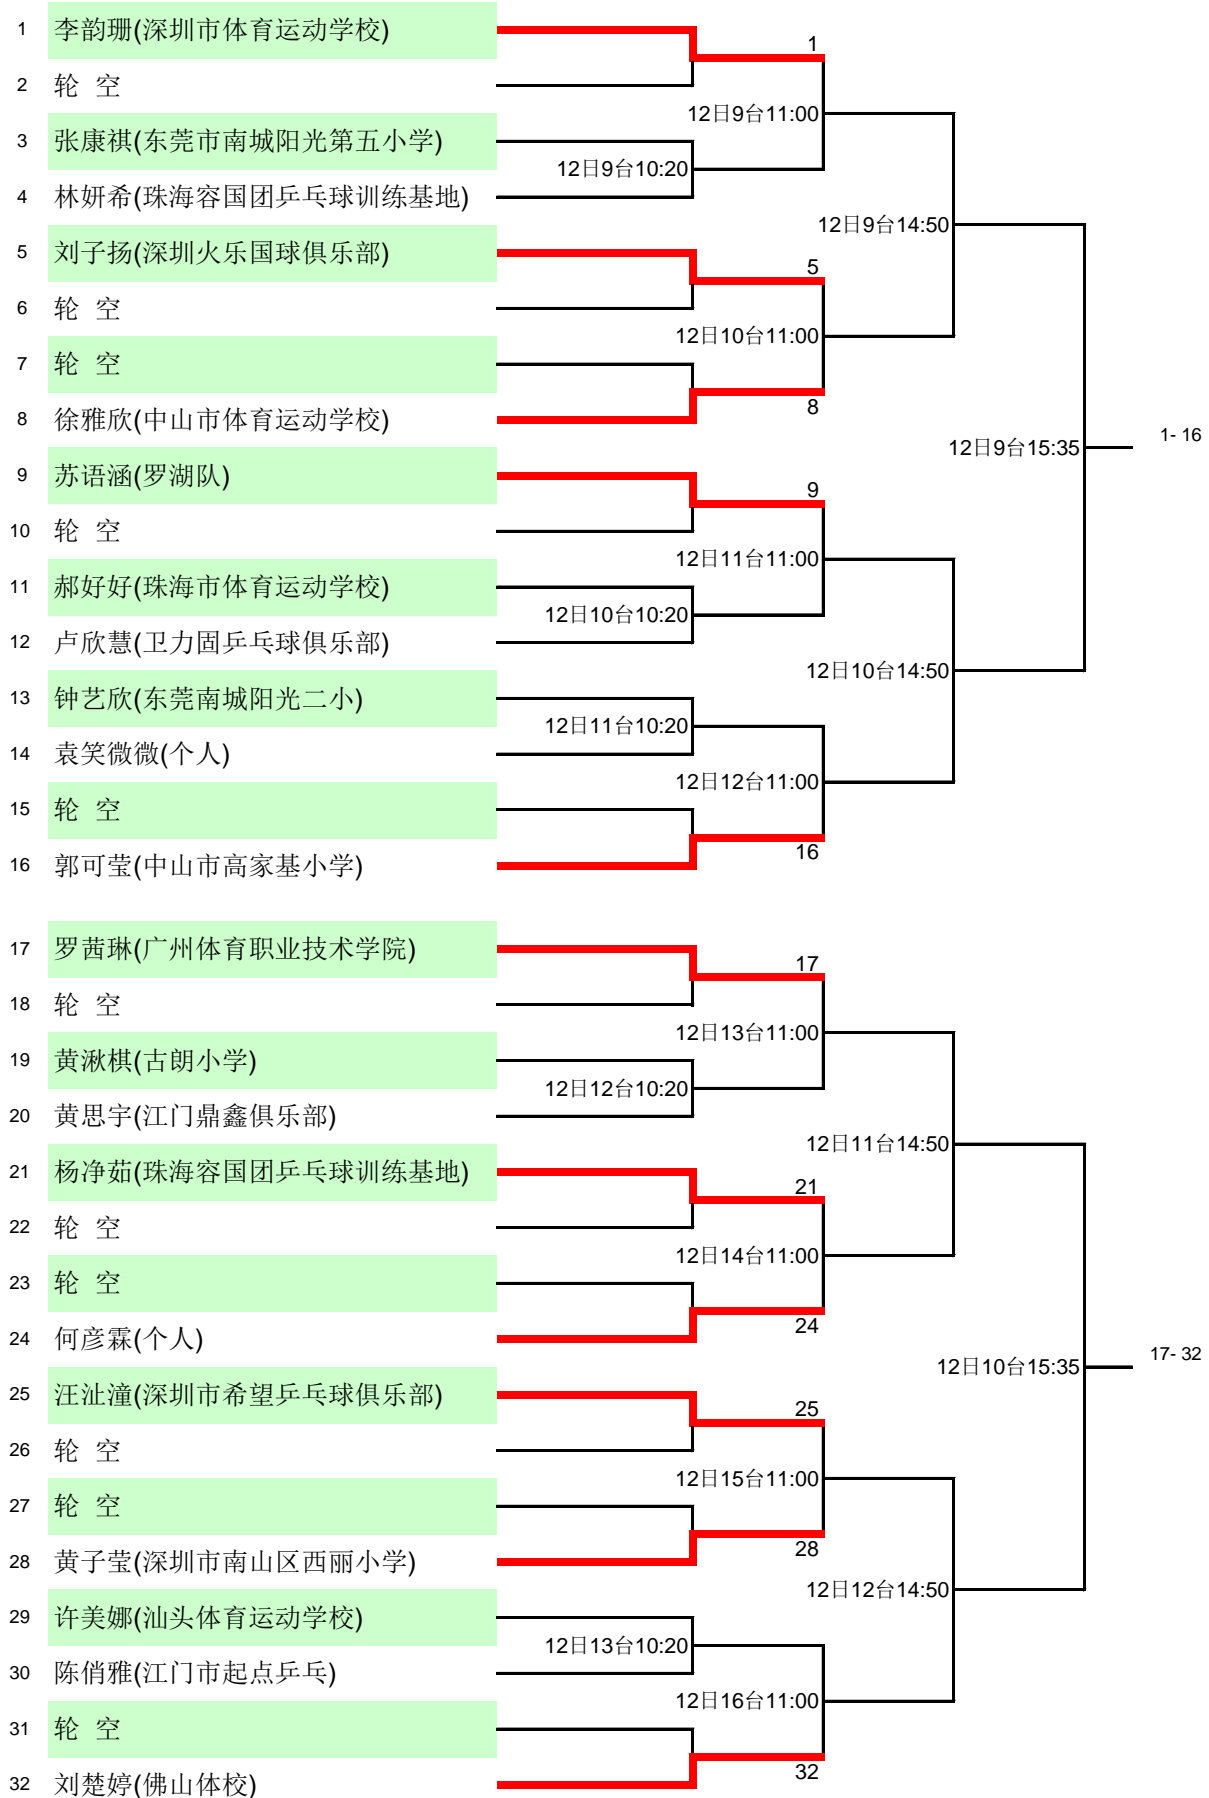 1 李韵珊(深圳市体育运动学校)
1
2 轮 空
12日9台11:00
3 张康祺(东莞市南城阳光第五小学)
12日9台10:20
4 林妍希(珠海容国团乒乓球训练基地)
12日9台14:50
5 刘子扬(深圳火乐国球俱乐部)
5
6 轮 空
12日10台11:00
7 轮 空
8
8 徐雅欣(中山市体育运动学校)
12日9台15:35
1- 16
9 苏语涵(罗湖队)
9
10 轮 空
12日11台11:00
11 郝好好(珠海市体育运动学校)
12日10台10:20
12 卢欣慧(卫力固乒乓球俱乐部)
12日10台14:50
13 钟艺欣(东莞南城阳光二小)
12日11台10:20
14 袁笑微微(个人)
12日12台11:00
15 轮 空
16
16 郭可莹(中山市高家基小学)
17 罗茜琳(广州体育职业技术学院)
17
18 轮 空
12日13台11:00
19 黄湫棋(古朗小学)
12日12台10:20
20 黄思宇(江门鼎鑫俱乐部)
12日11台14:50
21 杨净茹(珠海容国团乒乓球训练基地)
21
22 轮 空
12日14台11:00
23 轮 空
24
24 何彦霖(个人)
12日10台15:35
17- 32
25 汪沚潼(深圳市希望乒乓球俱乐部)
25
26 轮 空
12日15台11:00
27 轮 空
28
28 黄子莹(深圳市南山区西丽小学)
12日12台14:50
29 许美娜(汕头体育运动学校)
12日13台10:20
30 陈俏雅(江门市起点乒乓)
12日16台11:00
31 轮 空
32
32 刘楚婷(佛山体校)